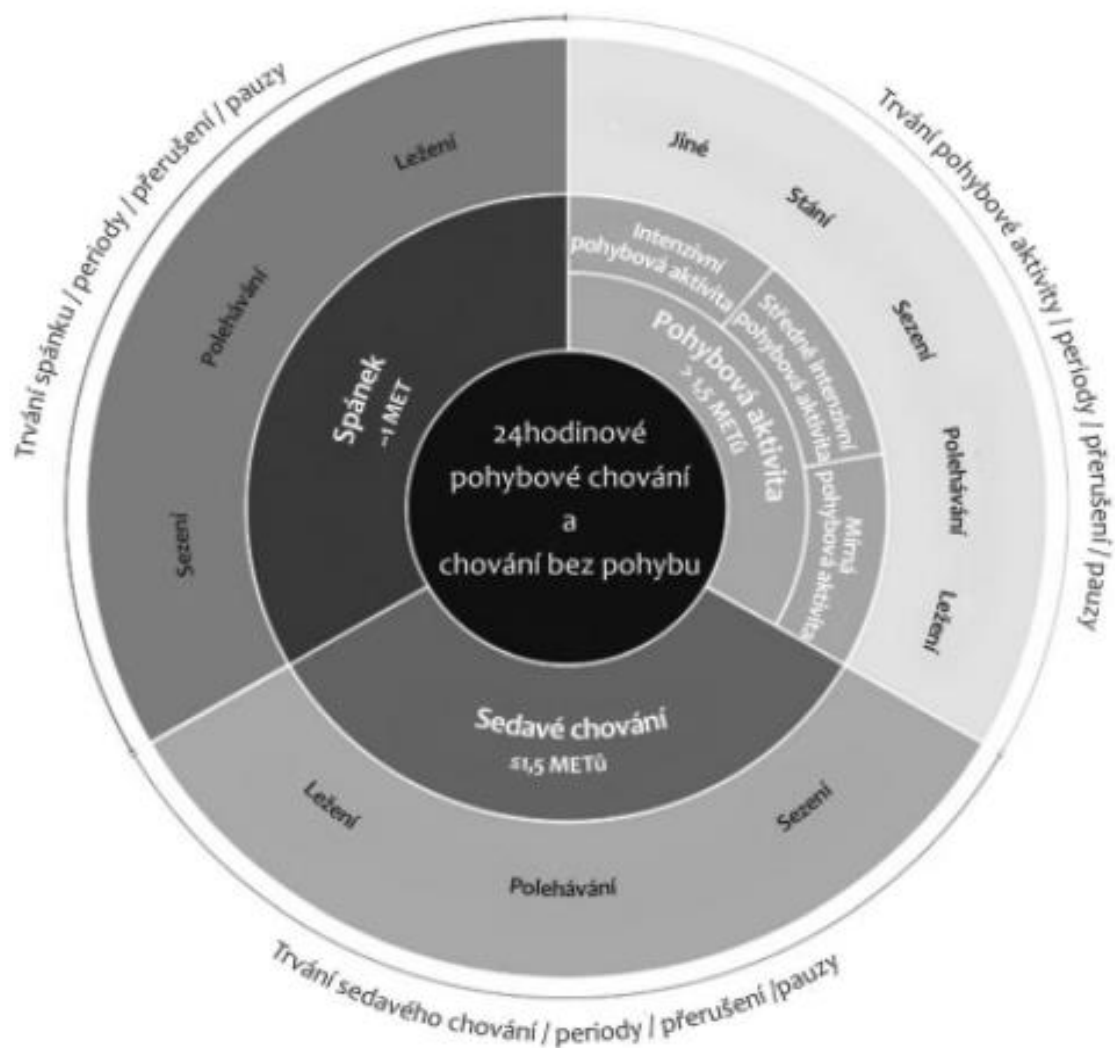 24hodinové
pohybové chování
a
chování bez pohybu
Spánek
~1 MET
Pohybová aktivita
> 1,5 METů
Intenzivní
pohybová aktivita
Středně intenzivní
pohybová aktivita
Mírná
pohybová aktivita
Sedavé chování
≤1,5 METů
Ležení
Polehávání
Sezení
Jiné
Stání
Sezení
Polehávání
Ležení
Ležení
Polehávání
Sezení
Trvání spánku / periody / přerušení / pauzy
Trvání pohybové aktivity / periody / přerušení / pauzy
Trvání sedavého chování / periody / přerušení /pauzy